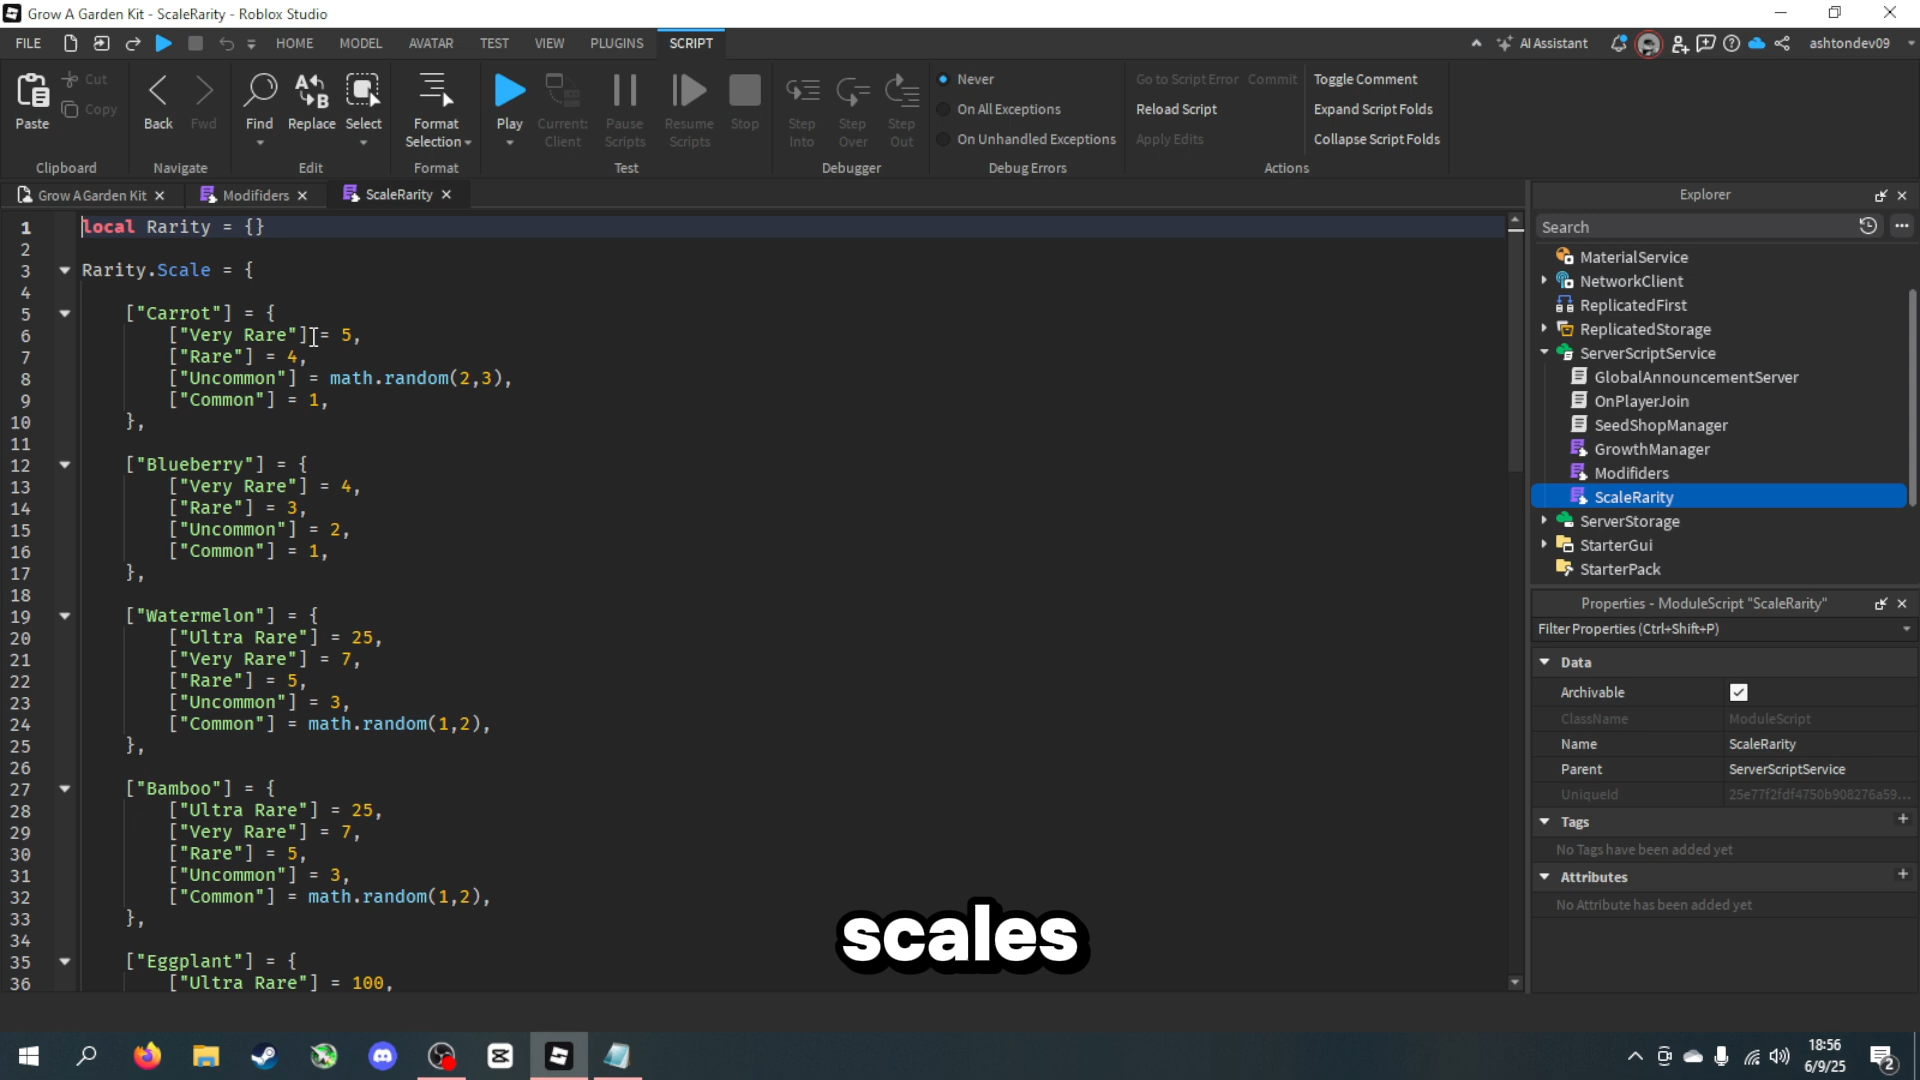 Grow A Garden Kit - ScaleRarity - Roblox Studio
FILE HOME MODEL AVATAR TEST VIEW PLUGINS SCRIPT AI Assistant ashtondev09
Paste Cut Copy
Clipboard
Back Fwd
Navigate
Find Replace Select
Edit
Format Selection
Format
Play Current: Client Pause Scripts Resume Scripts Stop
Test
Step Into Step Over Step Out
Debugger
Never
On All Exceptions
On Unhandled Exceptions
Debug Errors
Go to Script Error Commit Toggle Comment
Reload Script Expand Script Folds
Apply Edits Collapse Script Folds
Actions
Grow A Garden Kit Modifiders ScaleRarity
1 local Rarity = {}
2
3 Rarity.Scale = {
4
5 ["Carrot"] = {
6 ["Very Rare"] = 5,
7 ["Rare"] = 4,
8 ["Uncommon"] = math.random(2,3),
9 ["Common"] = 1,
10 },
11
12 ["Blueberry"] = {
13 ["Very Rare"] = 4,
14 ["Rare"] = 3,
15 ["Uncommon"] = 2,
16 ["Common"] = 1,
17 },
18
19 ["Watermelon"] = {
20 ["Ultra Rare"] = 25,
21 ["Very Rare"] = 7,
22 ["Rare"] = 5,
23 ["Uncommon"] = 3,
24 ["Common"] = math.random(1,2),
25 },
26
27 ["Bamboo"] = {
28 ["Ultra Rare"] = 25,
29 ["Very Rare"] = 7,
30 ["Rare"] = 5,
31 ["Uncommon"] = 3,
32 ["Common"] = math.random(1,2),
33 },
34
35 ["Eggplant"] = {
36 ["Ultra Rare"] = 100,
scales
Explorer
Search
MaterialService
NetworkClient
ReplicatedFirst
ReplicatedStorage
ServerScriptService
GlobalAnnouncementServer
OnPlayerJoin
SeedShopManager
GrowthManager
Modifiders
ScaleRarity
ServerStorage
StarterGui
StarterPack
Properties - ModuleScript "ScaleRarity"
Filter Properties (Ctrl+Shift+P)
Data
Archivable
ClassName ModuleScript
Name ScaleRarity
Parent ServerScriptService
UniqueId 25e77f2fdf4750b908276a59...
Tags
No Tags have been added yet
Attributes
No Attribute has been added yet
18:56
6/9/25
2